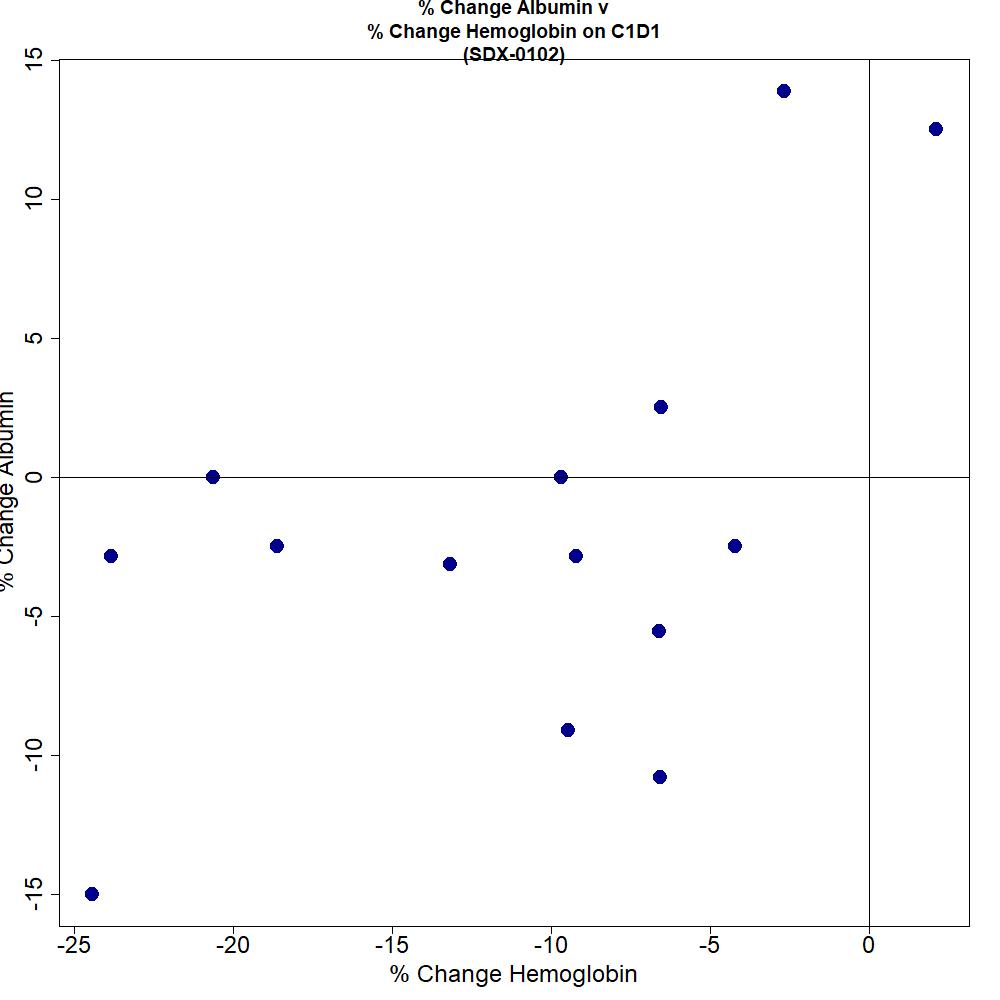 % Change Albumin v
% Change Hemoglobin on C1D1
(SDX-0102)
15
10
5
0
-5
-10
-15
% Change Albumin
-25 -20 -15 -10 -5 0
% Change Hemoglobin